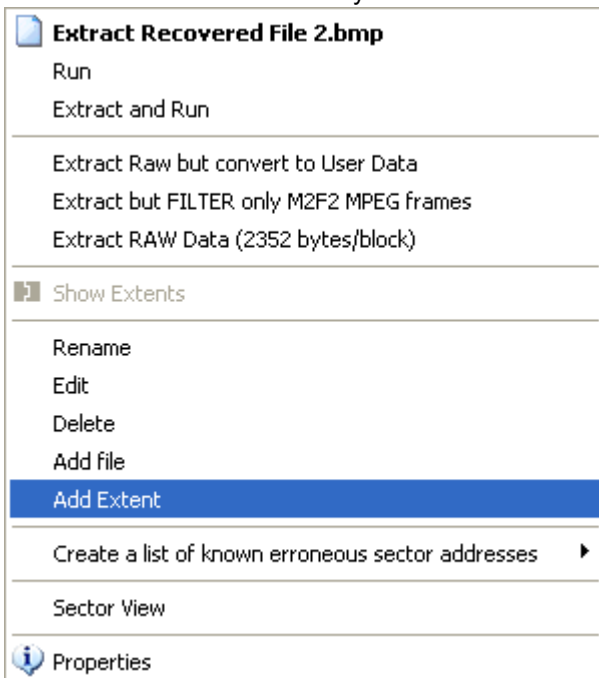 Extract Recovered File 2.bmp
Run
Extract and Run
Extract Raw but convert to User Data
Extract but FILTER only M2F2 MPEG frames
Extract RAW Data (2352 bytes/block)
Show Extents
Rename
Edit
Delete
Add file
Add Extent
Create a list of known erroneous sector addresses
Sector View
Properties